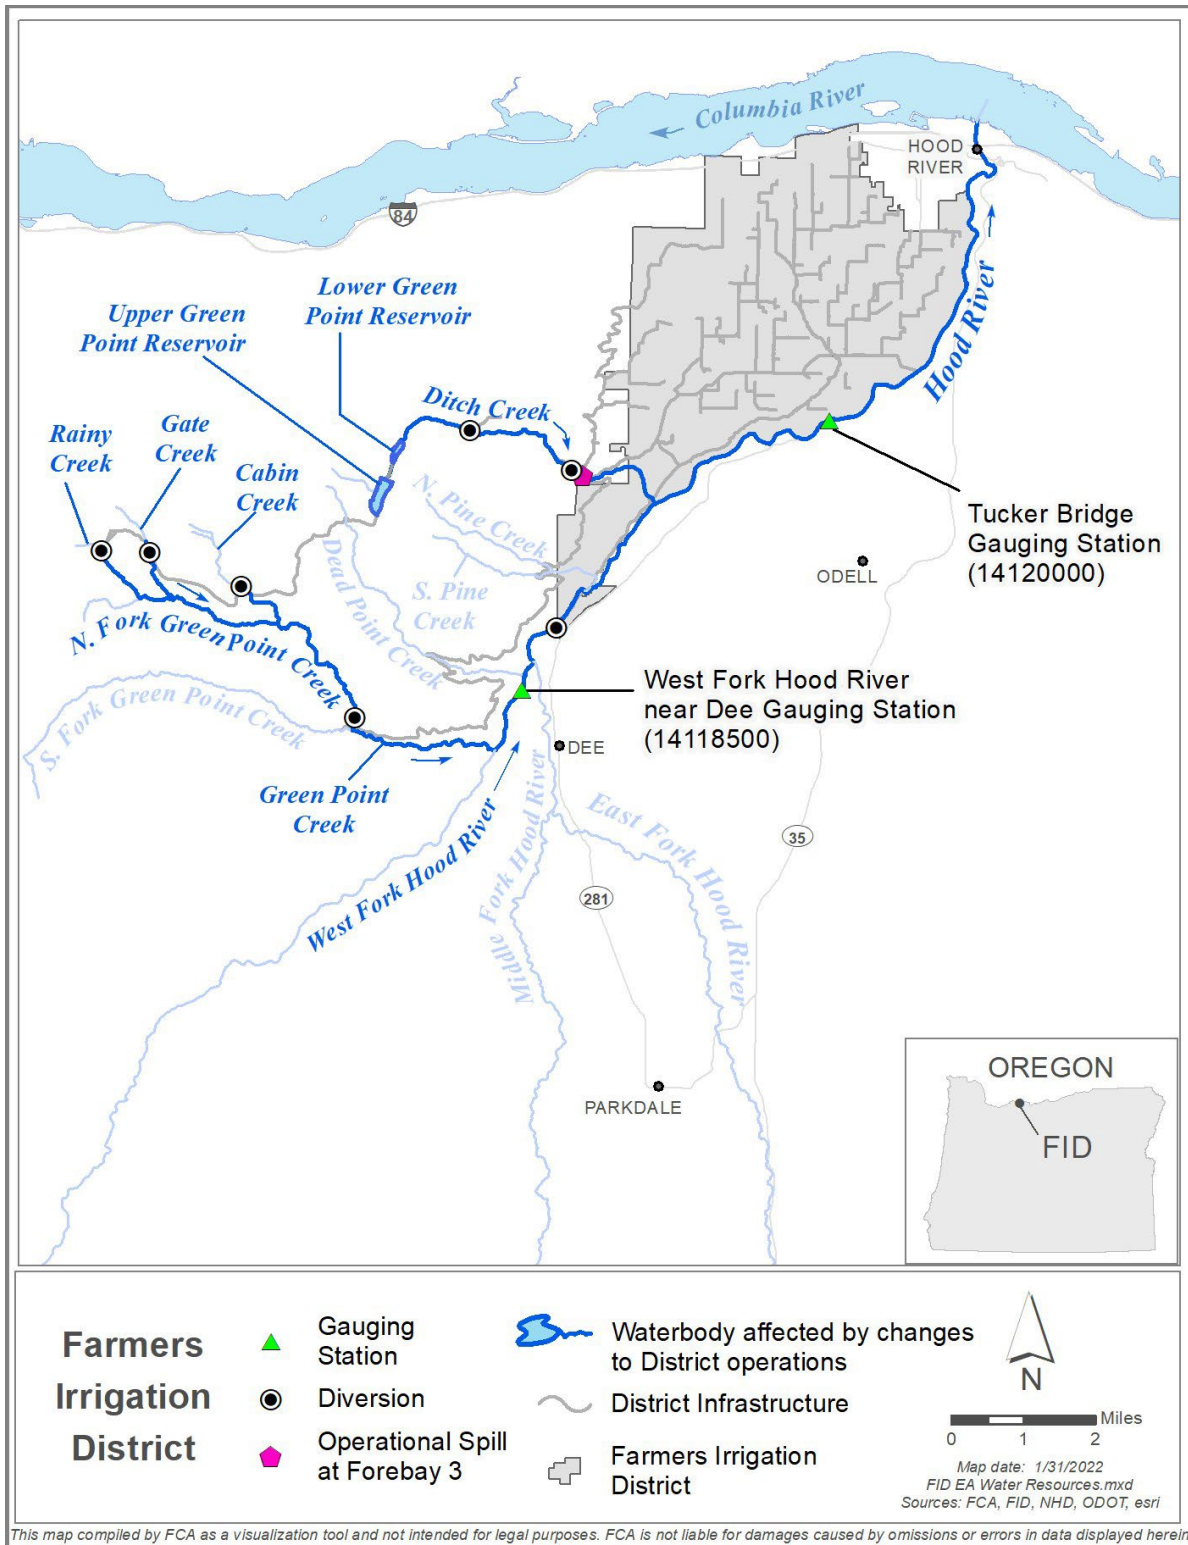 Columbia River
HOOD
RIVER
84
Lower Green
Point Reservoir
Upper Green
Point Reservoir
Hood River
Ditch Creek
Gate
Creek
Rainy
Creek
Cabin
Creek
N. Pine Creek
Tucker Bridge
Gauging Station
(14120000)
Dead Point Creek
S. Pine
Creek
ODELL
N. Fork Green Point Creek
West Fork Hood River
near Dee Gauging Station
(14118500)
S. Fork Green Point Creek
DEE
Green Point
Creek
East Fork Hood River
35
West Fork Hood River
Middle Fork Hood River
281
PARKDALE
OREGON
FID
Farmers
Irrigation
District
Gauging
Station
Diversion
Operational Spill
at Forebay 3
Waterbody affected by changes
to District operations
District Infrastructure
Farmers Irrigation
District
N
Miles
0 1 2
Map date: 1/31/2022
FID EA Water Resources.mxd
Sources: FCA, FID, NHD, ODOT, esri
This map compiled by FCA as a visualization tool and not intended for legal purposes. FCA is not liable for damages caused by omissions or errors in data displayed herein